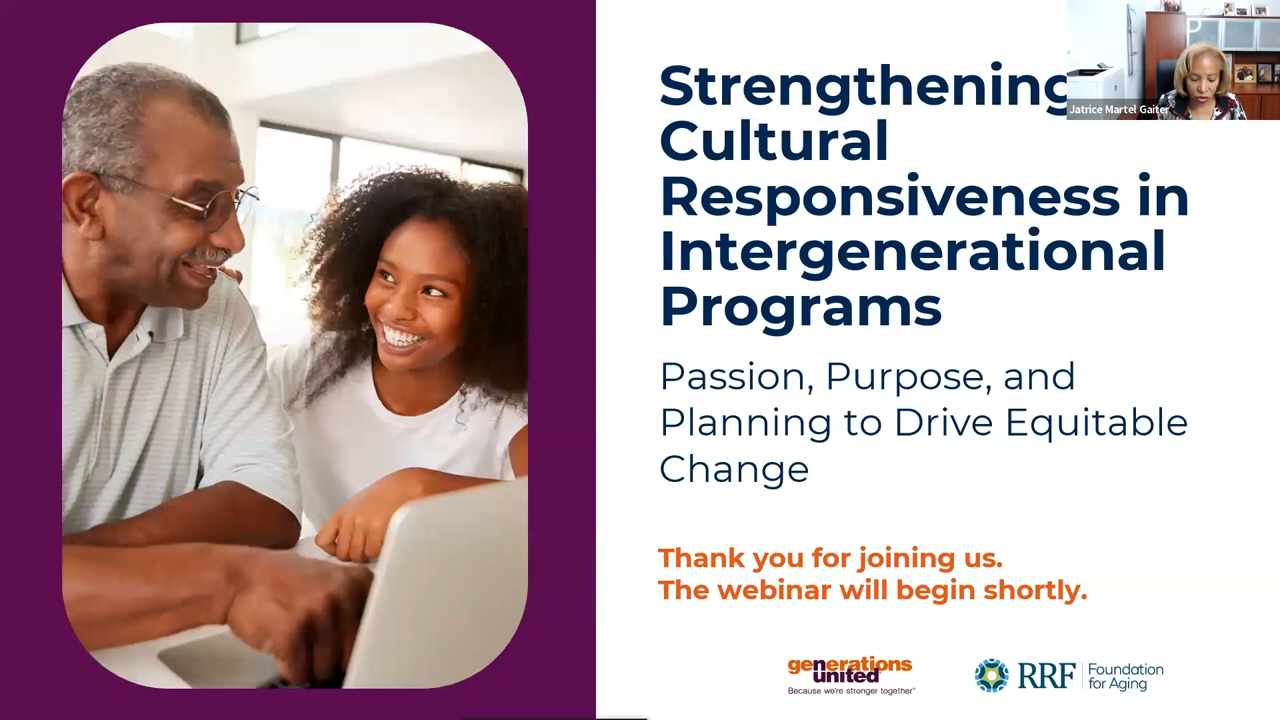 Strengthening
Cultural
Responsiveness in
Intergenerational
Programs
Passion, Purpose, and
Planning to Drive Equitable
Change
Thank you for joining us.
The webinar will begin shortly.
generations
united
Because we're stronger together®
RRF
Foundation
for Aging
P
Jatrice Martel Gaiter